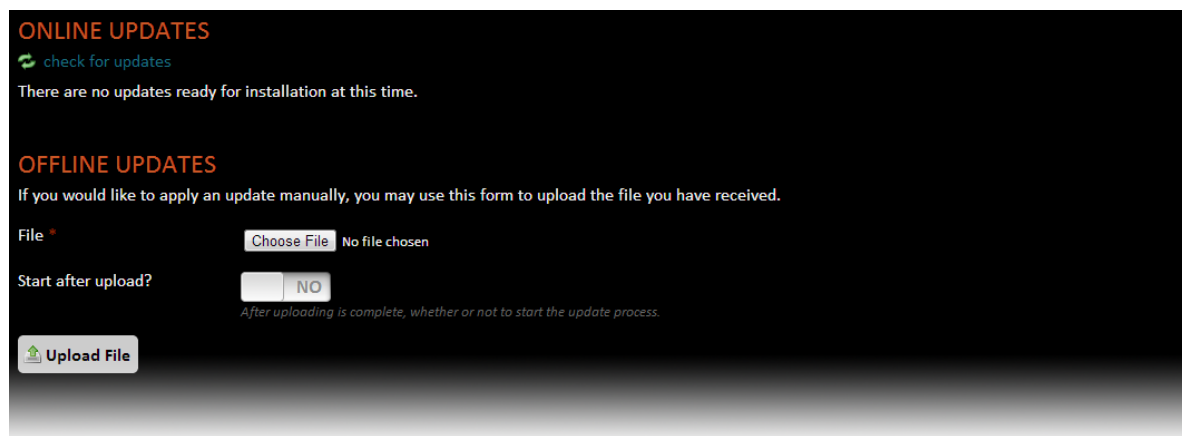 ONLINE UPDATES
check for updates
There are no updates ready for installation at this time.
OFFLINE UPDATES
If you would like to apply an update manually, you may use this form to upload the file you have received.
File *
Choose File No file chosen
Start after upload?
NO
After uploading is complete, whether or not to start the update process.
Upload File